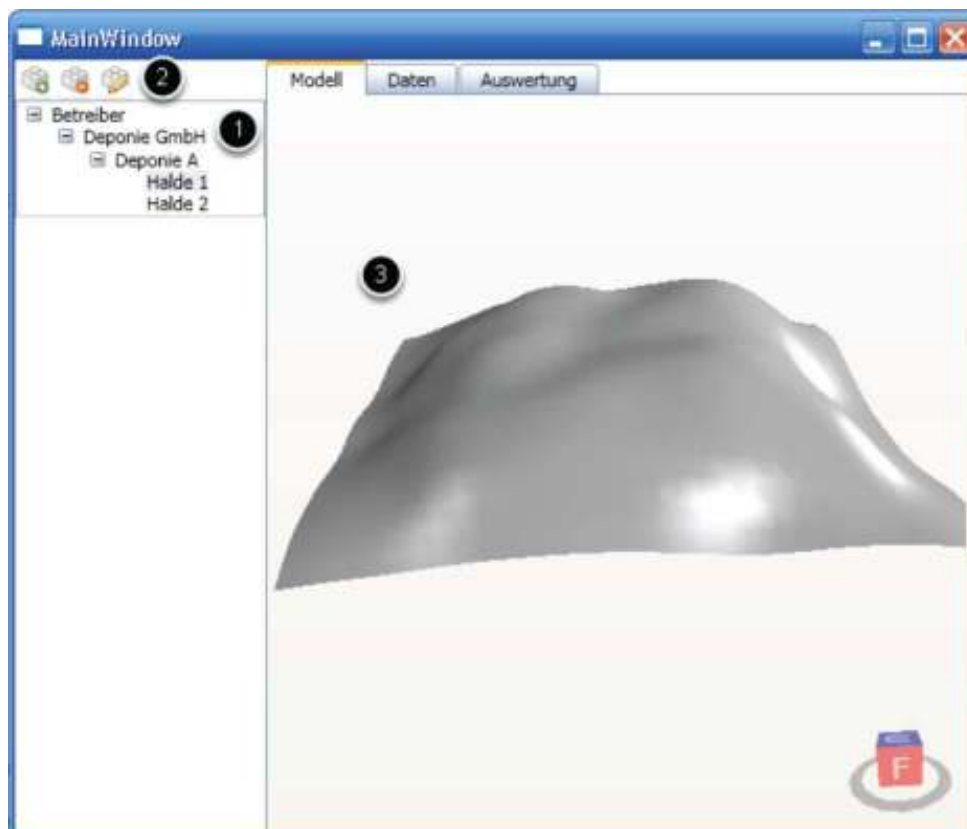 MainWindow
2
Modell Daten Auswertung
Betreiber
1
Deponie GmbH
Deponie A
Halde 1
Halde 2
3
F